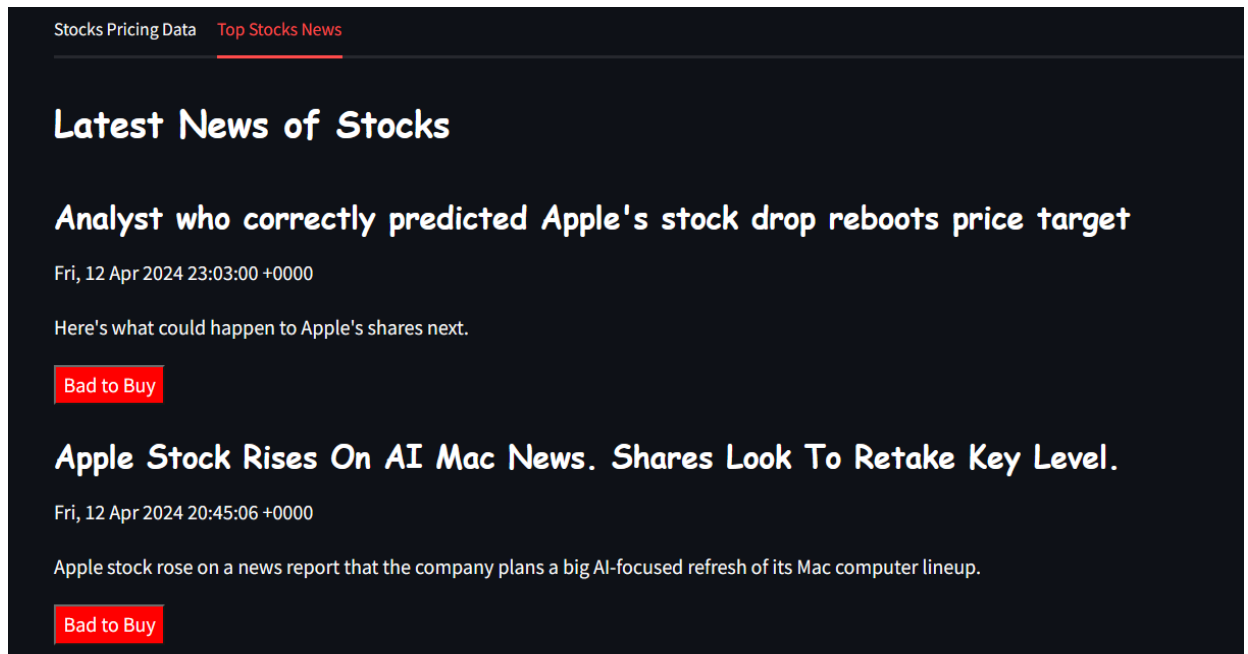 Stocks Pricing Data Top Stocks News
Latest News of Stocks
Analyst who correctly predicted Apple's stock drop reboots price target
Fri, 12 Apr 2024 23:03:00 +0000
Here's what could happen to Apple's shares next.
Bad to Buy
Apple Stock Rises On AI Mac News. Shares Look To Retake Key Level.
Fri, 12 Apr 2024 20:45:06 +0000
Apple stock rose on a news report that the company plans a big AI-focused refresh of its Mac computer lineup.
Bad to Buy